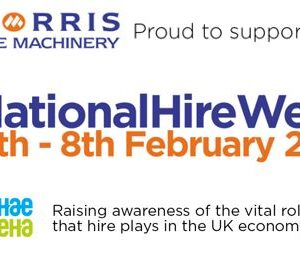 ORRIS
E MACHINERY
Proud to suppor
NationalHireWe
th - 8th February 2
hae
eha
Raising awareness of the vital rol
that hire plays in the UK econom